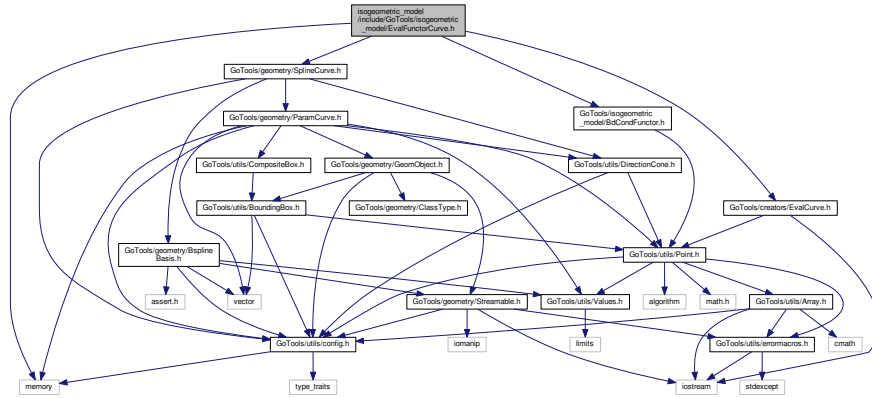 isogeometric_model
/include/GoTools/isogeometric
_model/EvalFunctorCurve.h
GoTools/geometry/SplineCurve.h
GoTools/geometry/ParamCurve.h
GoTools/isogeometric
_model/BdCondFunctor.h
GoTools/utils/CompositeBox.h
GoTools/geometry/GeomObject.h
GoTools/utils/DirectionCone.h
GoTools/utils/BoundingBox.h
GoTools/geometry/ClassType.h
GoTools/creators/EvalCurve.h
GoTools/geometry/Bspline
Basis.h
GoTools/utils/Point.h
assert.h
vector
GoTools/geometry/Streamable.h
GoTools/utils/Values.h
algorithm
math.h
GoTools/utils/Array.h
GoTools/utils/config.h
iomanip
limits
GoTools/utils/errormacros.h
cmath
memory
type_traits
iostream
stdexcept